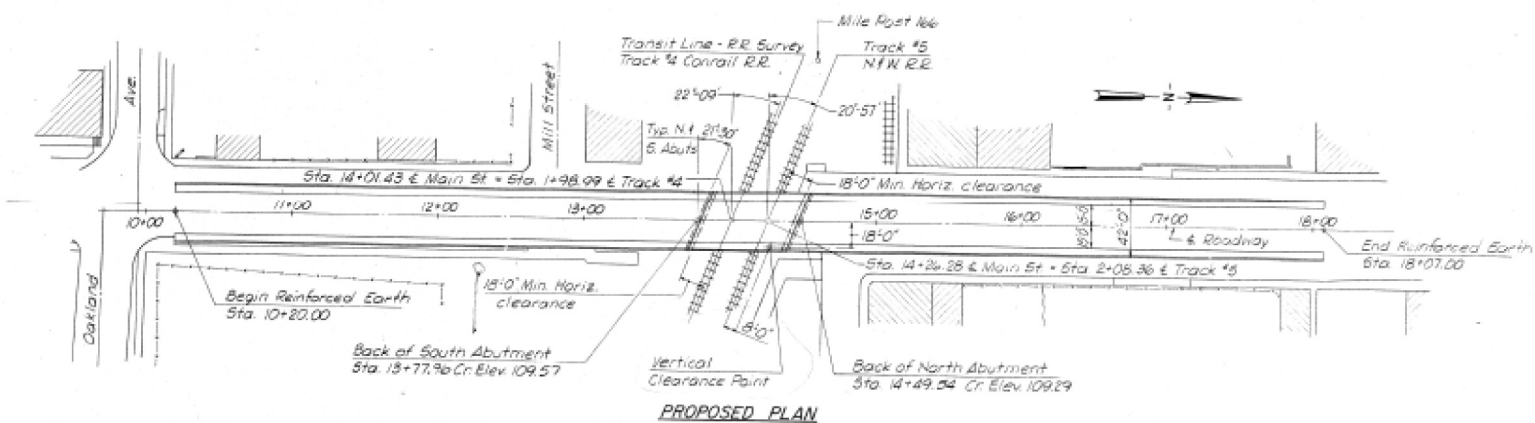 Mile Post 166
Transit Line - R.R. Survey
Track #4 Conrail R.R.
Track #5
N&W R.R.
22°-09'
20°-57'
Ave.
Mill Street
Typ. N. & 21°30'
S. Abuts
N
Sta. 14+01.43 ₵ Main St. = Sta. 1+98.99 ₵ Track #4
18'-0" Min. Horiz. clearance
10+00
11+00
12+00
13+00
15+00
16+00
17+00
18+00
18'-0"
15'-0"
15'-0"
42'-0"
₵ Roadway
End Reinforced Earth
Sta. 18+07.00
Sta. 14+26.28 ₵ Main St = Sta 2+08.36 ₵ Track #5
Oakland
Begin Reinforced Earth
Sta. 10+20.00
18'-0" Min. Horiz.
clearance
8'-0"
Back of South Abutment
Sta. 13+77.96 Cr. Elev. 109.57
Vertical
Clearance Point
Back of North Abutment
Sta. 14+49.54 Cr. Elev. 109.29
PROPOSED PLAN